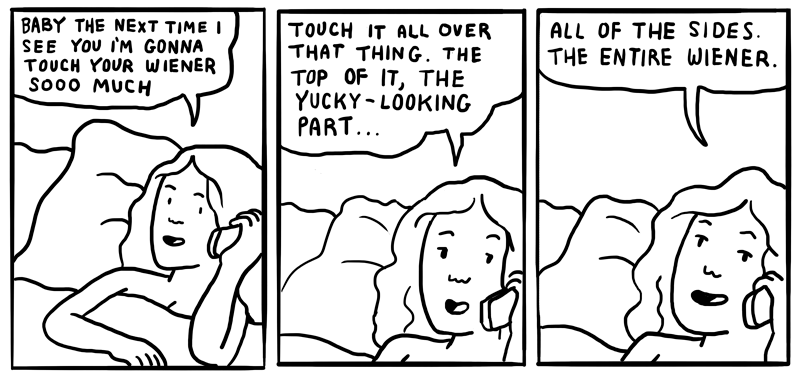 BABY THE NEXT TIME I
SEE YOU I'M GONNA
TOUCH YOUR WIENER
SOOO MUCH
TOUCH IT ALL OVER
THAT THING. THE
TOP OF IT, THE
YUCKY-LOOKING
PART...
ALL OF THE SIDES.
THE ENTIRE WIENER.